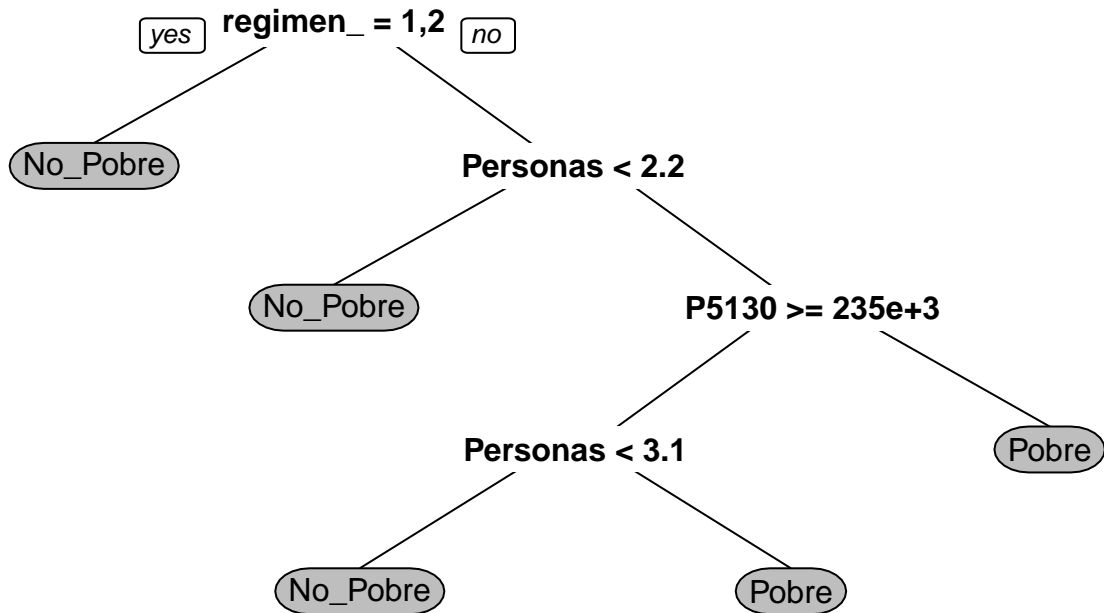 yes
regimen_ = 1,2
no
No_Pobre
Personas < 2.2
No_Pobre
P5130 >= 235e+3
Personas < 3.1
Pobre
No_Pobre
Pobre